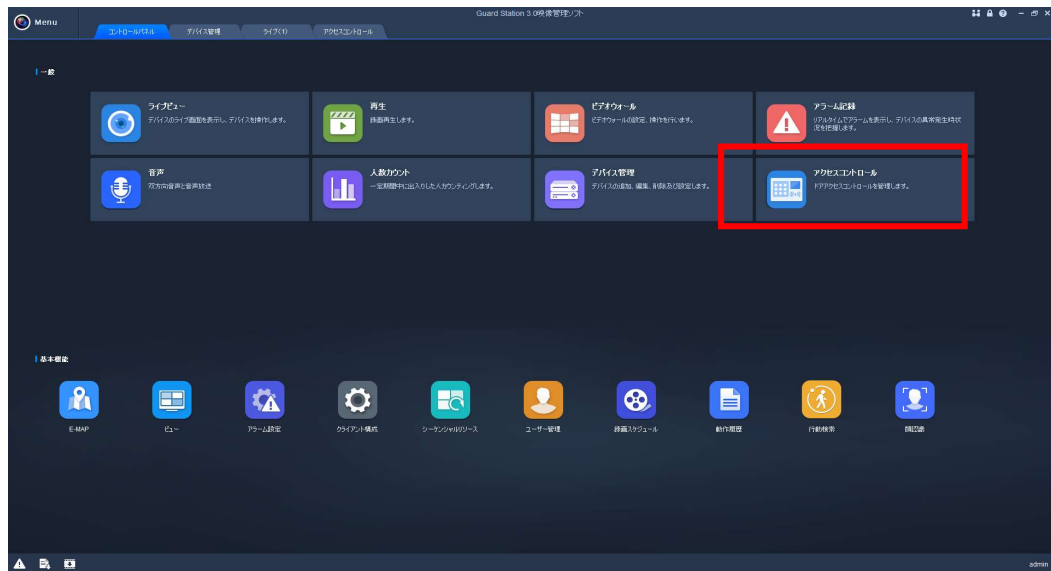 Guard Station 3.0映像管理ソフト
Menu
コントロールパネル デバイス管理 ライブ(1) アクセスコントロール
一般
ライブビュー
デバイスのライブ画面を表示し、デバイスを操作します。
再生
録画再生します。
ビデオウォール
ビデオウォールの設定、操作を行います。
アラーム記録
リアルタイムでアラームを表示し、デバイスの異常発生時状
況を把握します。
音声
双方向音声と音声放送
人数カウント
一定期間中に出入りした人カウンティングします。
デバイス管理
デバイスの追加、編集、削除及び設定します。
アクセスコントロール
ドアアクセスコントロールを管理します。
基本機能
E-MAP
ビュー
アラーム設定
クライアント構成
シーケンシャルリソース
ユーザー管理
録画スケジュール
動作履歴
行動検索
顔認識
admin